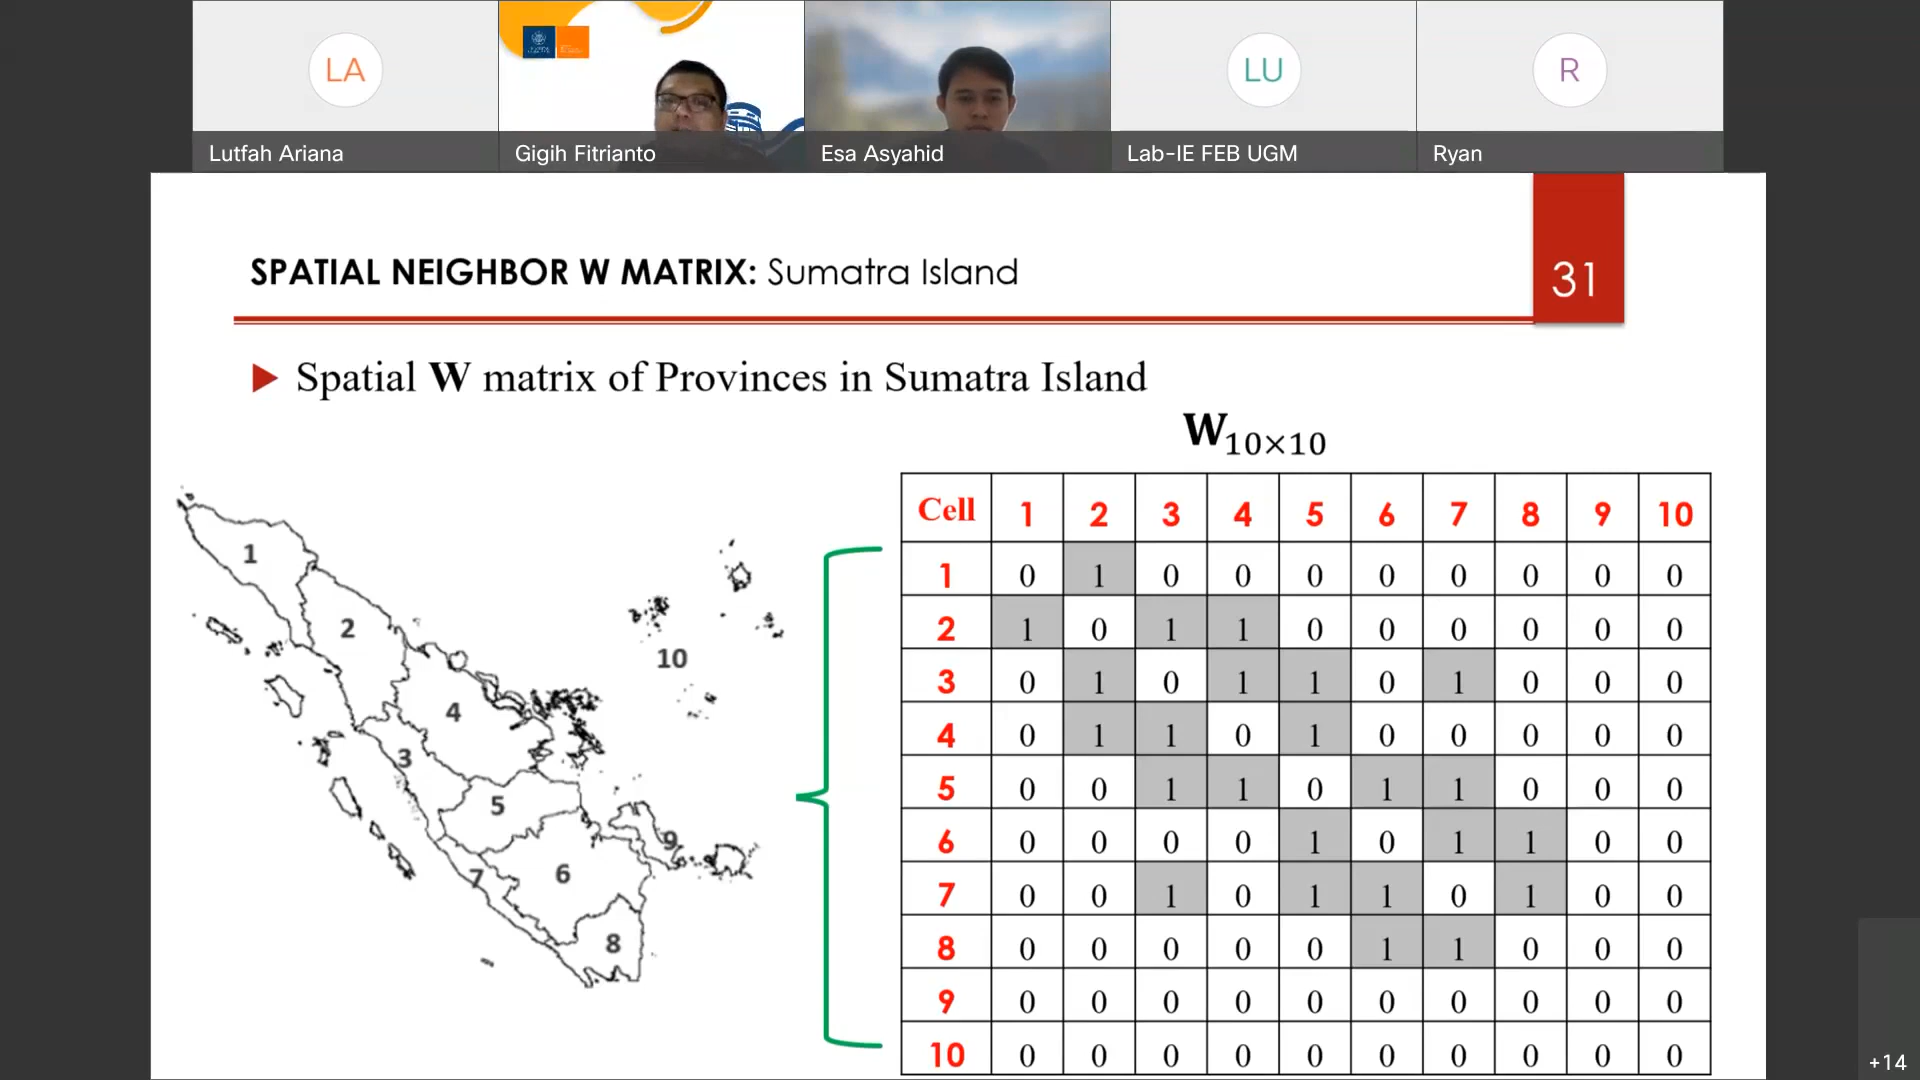 LA
LU
R
Lutfah Ariana
Gigih Fitrianto
Esa Asyahid
Lab-IE FEB UGM
Ryan
SPATIAL NEIGHBOR W MATRIX: Sumatra Island
31
Spatial W matrix of Provinces in Sumatra Island
W10×10
1
2
10
4
3
5
9
6
7
8
Cell 1 2 3 4 5 6 7 8 9 10
1 0 1 0 0 0 0 0 0 0 0
2 1 0 1 1 0 0 0 0 0 0
3 0 1 0 1 1 0 1 0 0 0
4 0 1 1 0 1 0 0 0 0 0
5 0 0 1 1 0 1 1 0 0 0
6 0 0 0 0 1 0 1 1 0 0
7 0 0 1 0 1 1 0 1 0 0
8 0 0 0 0 0 1 1 0 0 0
9 0 0 0 0 0 0 0 0 0 0
10 0 0 0 0 0 0 0 0 0 0
+14